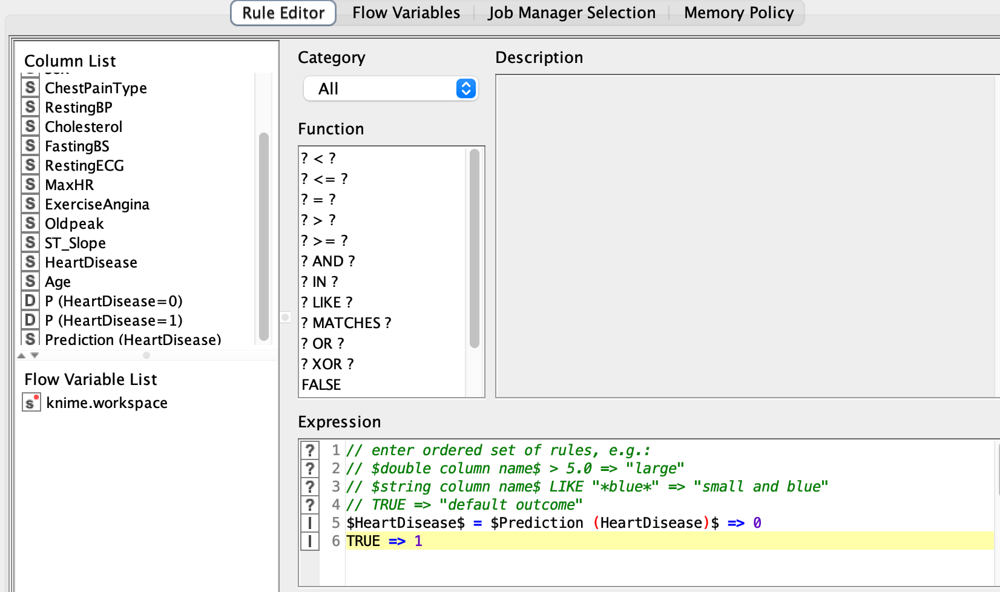 Rule Editor
Flow Variables
Job Manager Selection
Memory Policy
Column List
S ChestPainType
S RestingBP
S Cholesterol
S FastingBS
S RestingECG
S MaxHR
S ExerciseAngina
S Oldpeak
S ST_Slope
S HeartDisease
S Age
D P (HeartDisease=0)
D P (HeartDisease=1)
S Prediction (HeartDisease)
Flow Variable List
s knime.workspace
Category
All
Function
? < ?
? <= ?
? = ?
? > ?
? >= ?
? AND ?
? IN ?
? LIKE ?
? MATCHES ?
? OR ?
? XOR ?
FALSE
Description
Expression
? 1 // enter ordered set of rules, e.g.:
? 2 // $double column name$ > 5.0 => "large"
? 3 // $string column name$ LIKE "*blue*" => "small and blue"
? 4 // TRUE => "default outcome"
I 5 $HeartDisease$ = $Prediction (HeartDisease)$ => 0
I 6 TRUE => 1